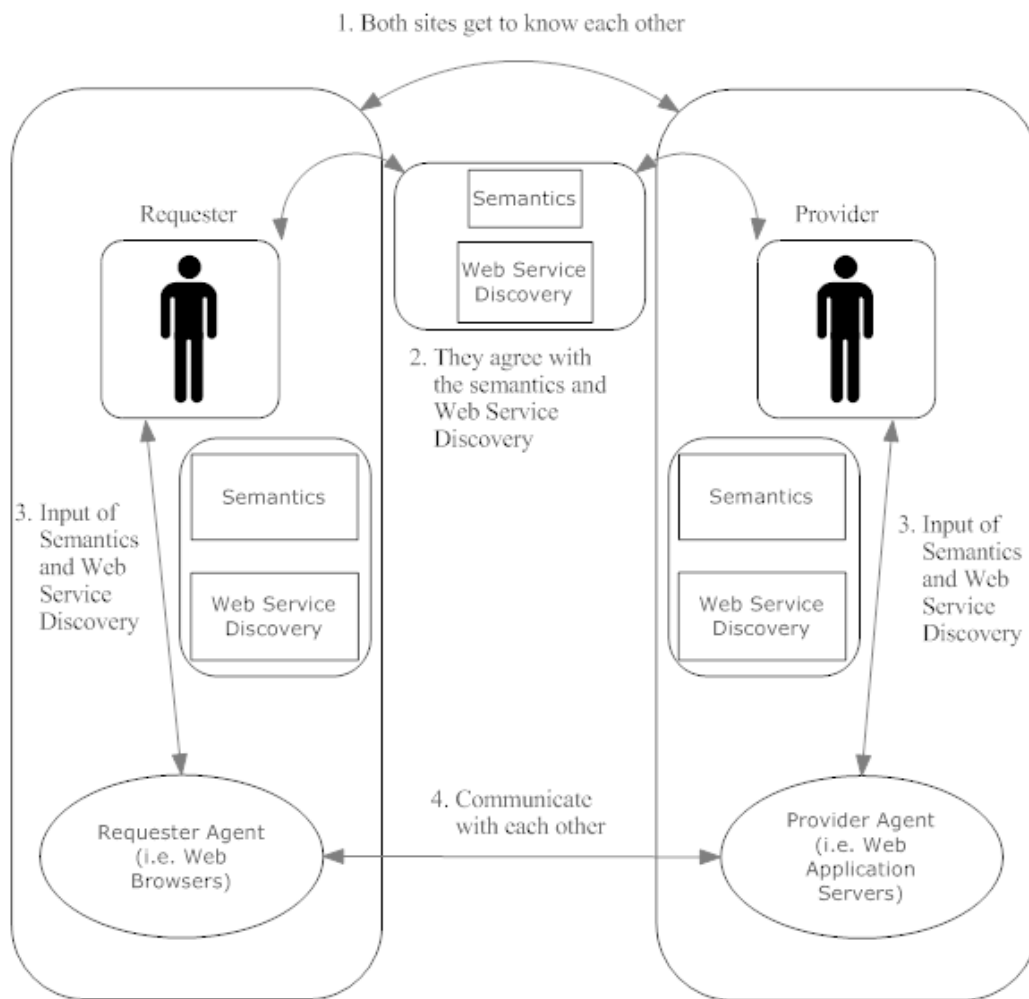 1. Both sites get to know each other
Requester
Semantics
Web Service
Discovery
Provider
2. They agree with
the semantics and
Web Service
Discovery
3. Input of
Semantics
and Web
Service
Discovery
Semantics
Web Service
Discovery
Semantics
Web Service
Discovery
3. Input of
Semantics
and Web
Service
Discovery
Requester Agent
(i.e. Web
Browsers)
4. Communicate
with each other
Provider Agent
(i.e. Web
Application
Servers)